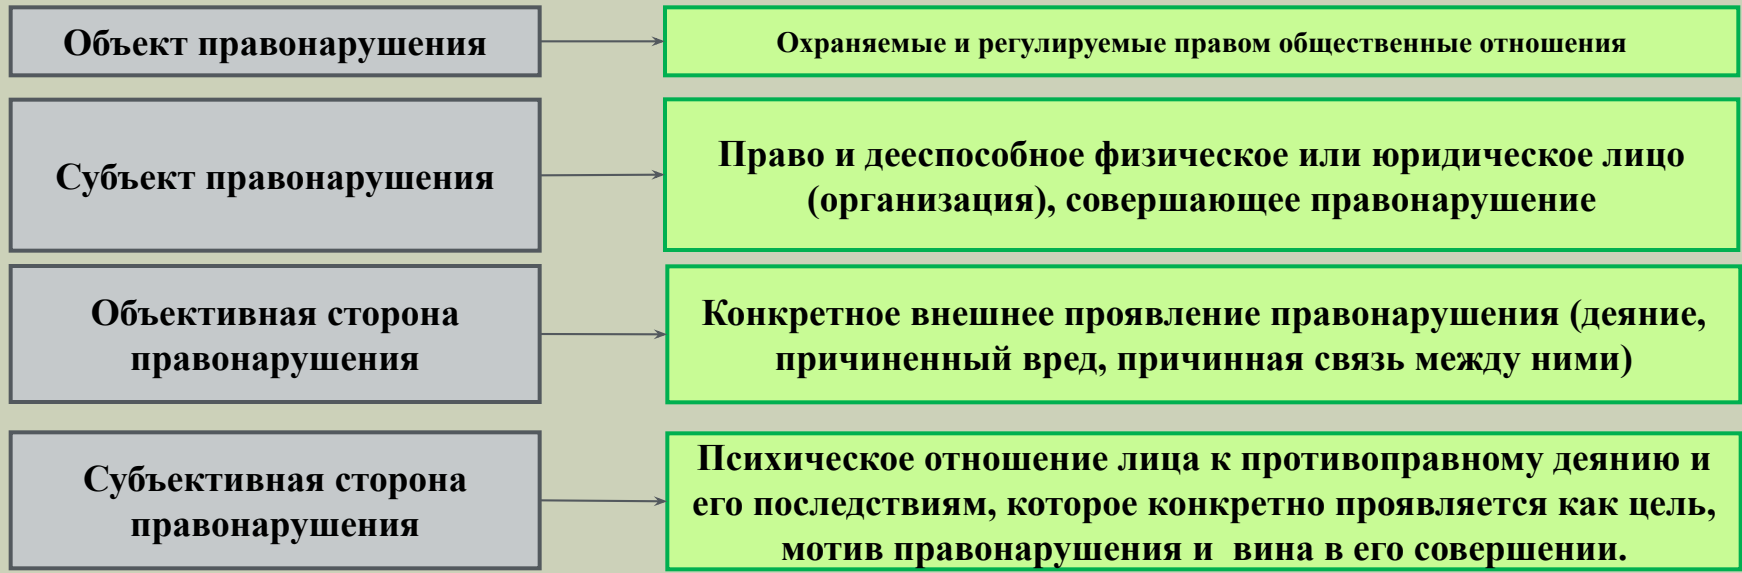 Объект правонарушения
Охраняемые и регулируемые правом общественные отношения
Субъект правонарушения
Право и дееспособное физическое или юридическое лицо
(организация), совершающее правонарушение
Объективная сторона
правонарушения
Конкретное внешнее проявление правонарушения (деяние,
причиненный вред, причинная связь между ними)
Субъективная сторона
правонарушения
Психическое отношение лица к противоправному деянию и
его последствиям, которое конкретно проявляется как цель,
мотив правонарушения и  вина в его совершении.